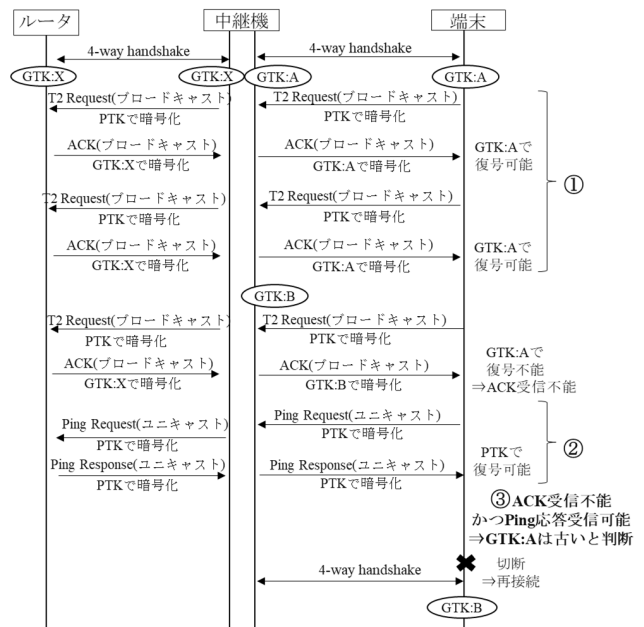 ルータ 中継機 端末
4-way handshake 4-way handshake
GTK:X GTK:X GTK:A GTK:A
T2 Request(ブロードキャスト) T2 Request(ブロードキャスト)
PTKで暗号化 PTKで暗号化
ACK(ブロードキャスト) ACK(ブロードキャスト)
GTK:Xで暗号化 GTK:Aで暗号化
GTK:Aで
復号可能
①
T2 Request(ブロードキャスト) T2 Request(ブロードキャスト)
PTKで暗号化 PTKで暗号化
ACK(ブロードキャスト) ACK(ブロードキャスト)
GTK:Xで暗号化 GTK:Aで暗号化
GTK:Aで
復号可能
GTK:B
T2 Request(ブロードキャスト) T2 Request(ブロードキャスト)
PTKで暗号化 PTKで暗号化
ACK(ブロードキャスト) ACK(ブロードキャスト)
GTK:Xで暗号化 GTK:Bで暗号化
GTK:Aで
復号不能
⇒ACK受信不能
Ping Request(ユニキャスト) Ping Request(ユニキャスト)
PTKで暗号化 PTKで暗号化
Ping Response(ユニキャスト) Ping Response(ユニキャスト)
PTKで暗号化 PTKで暗号化
PTKで
復号可能
②
③ACK受信不能
かつPing応答受信可能
⇒GTK:Aは古いと判断
切断
⇒再接続
4-way handshake
GTK:B